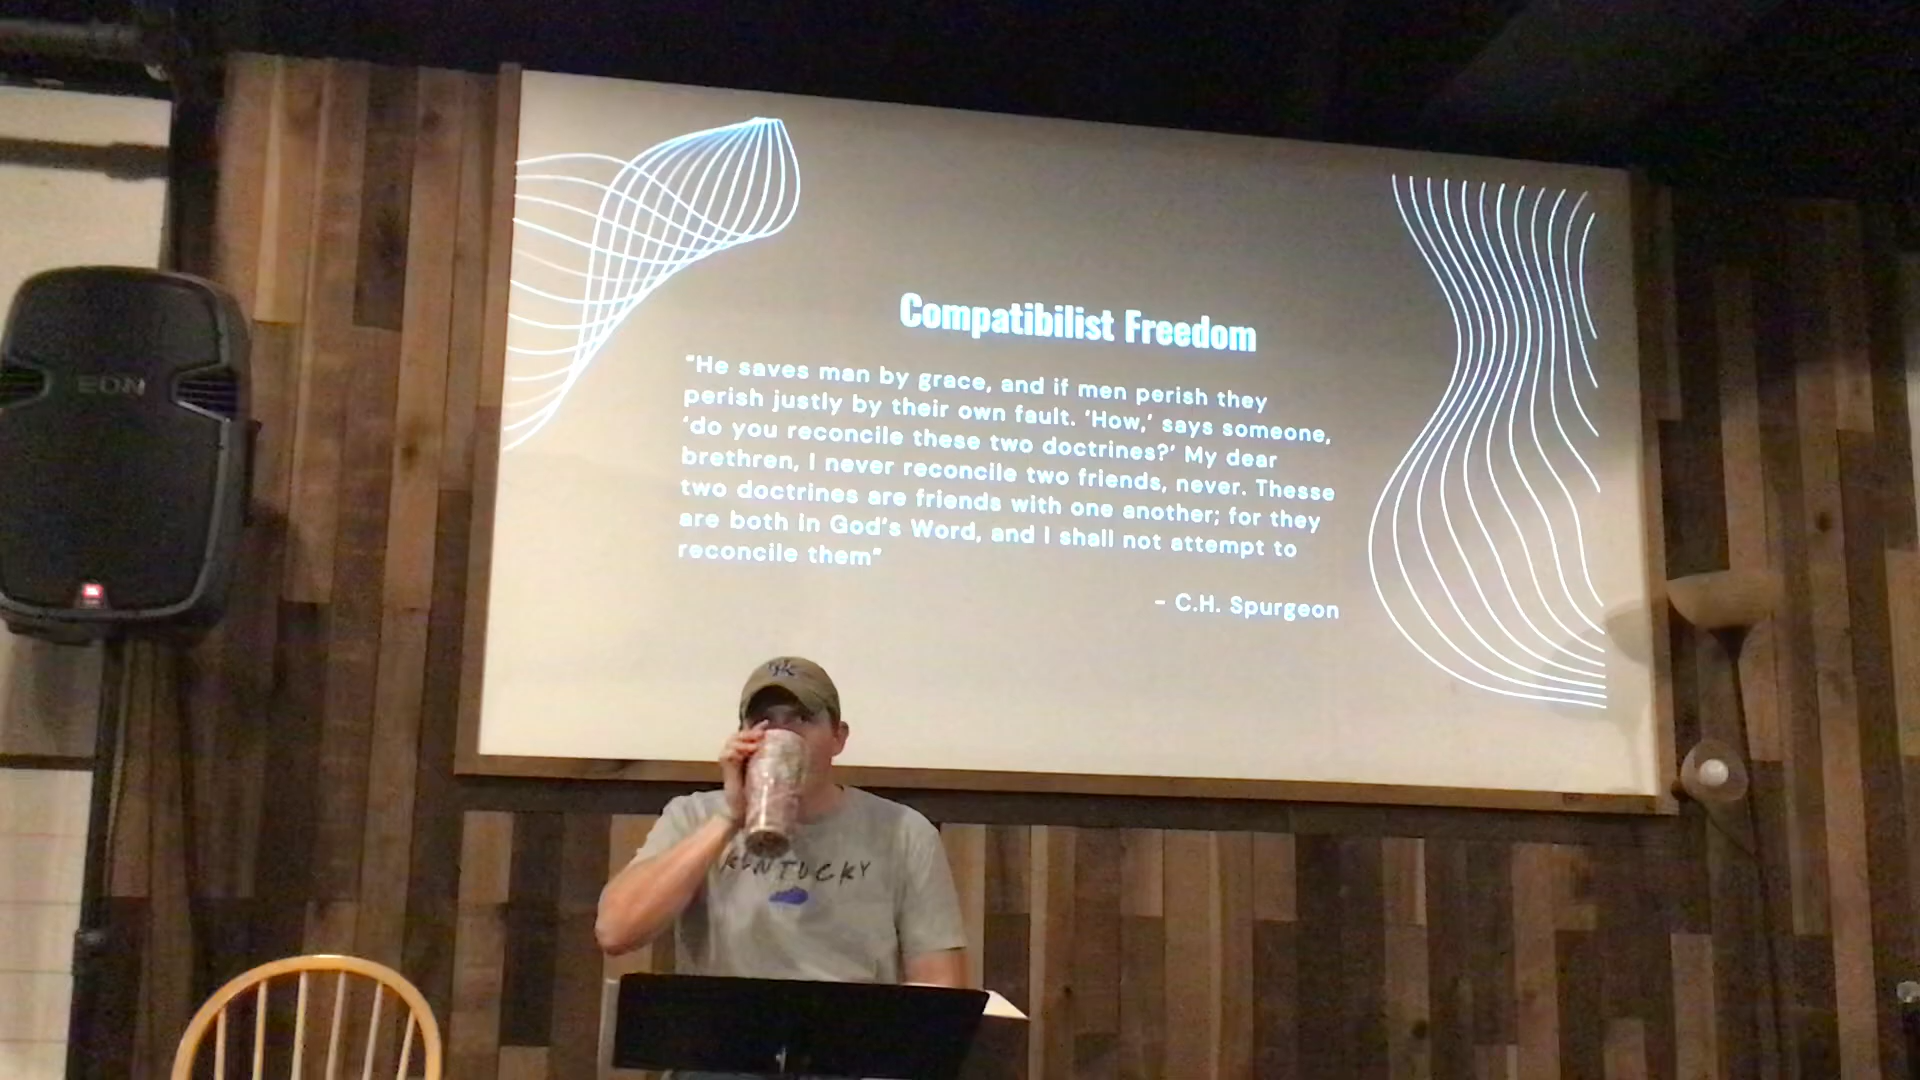 Compatibilist Freedom
"He saves man by grace, and if men perish they
perish justly by their own fault. 'How,' says someone,
'do you reconcile these two doctrines?' My dear
brethren, I never reconcile two friends, never. Thesse
two doctrines are friends with one another; for they
are both in God's Word, and I shall not attempt to
reconcile them"
- C.H. Spurgeon
EON
UK
KENTUCKY